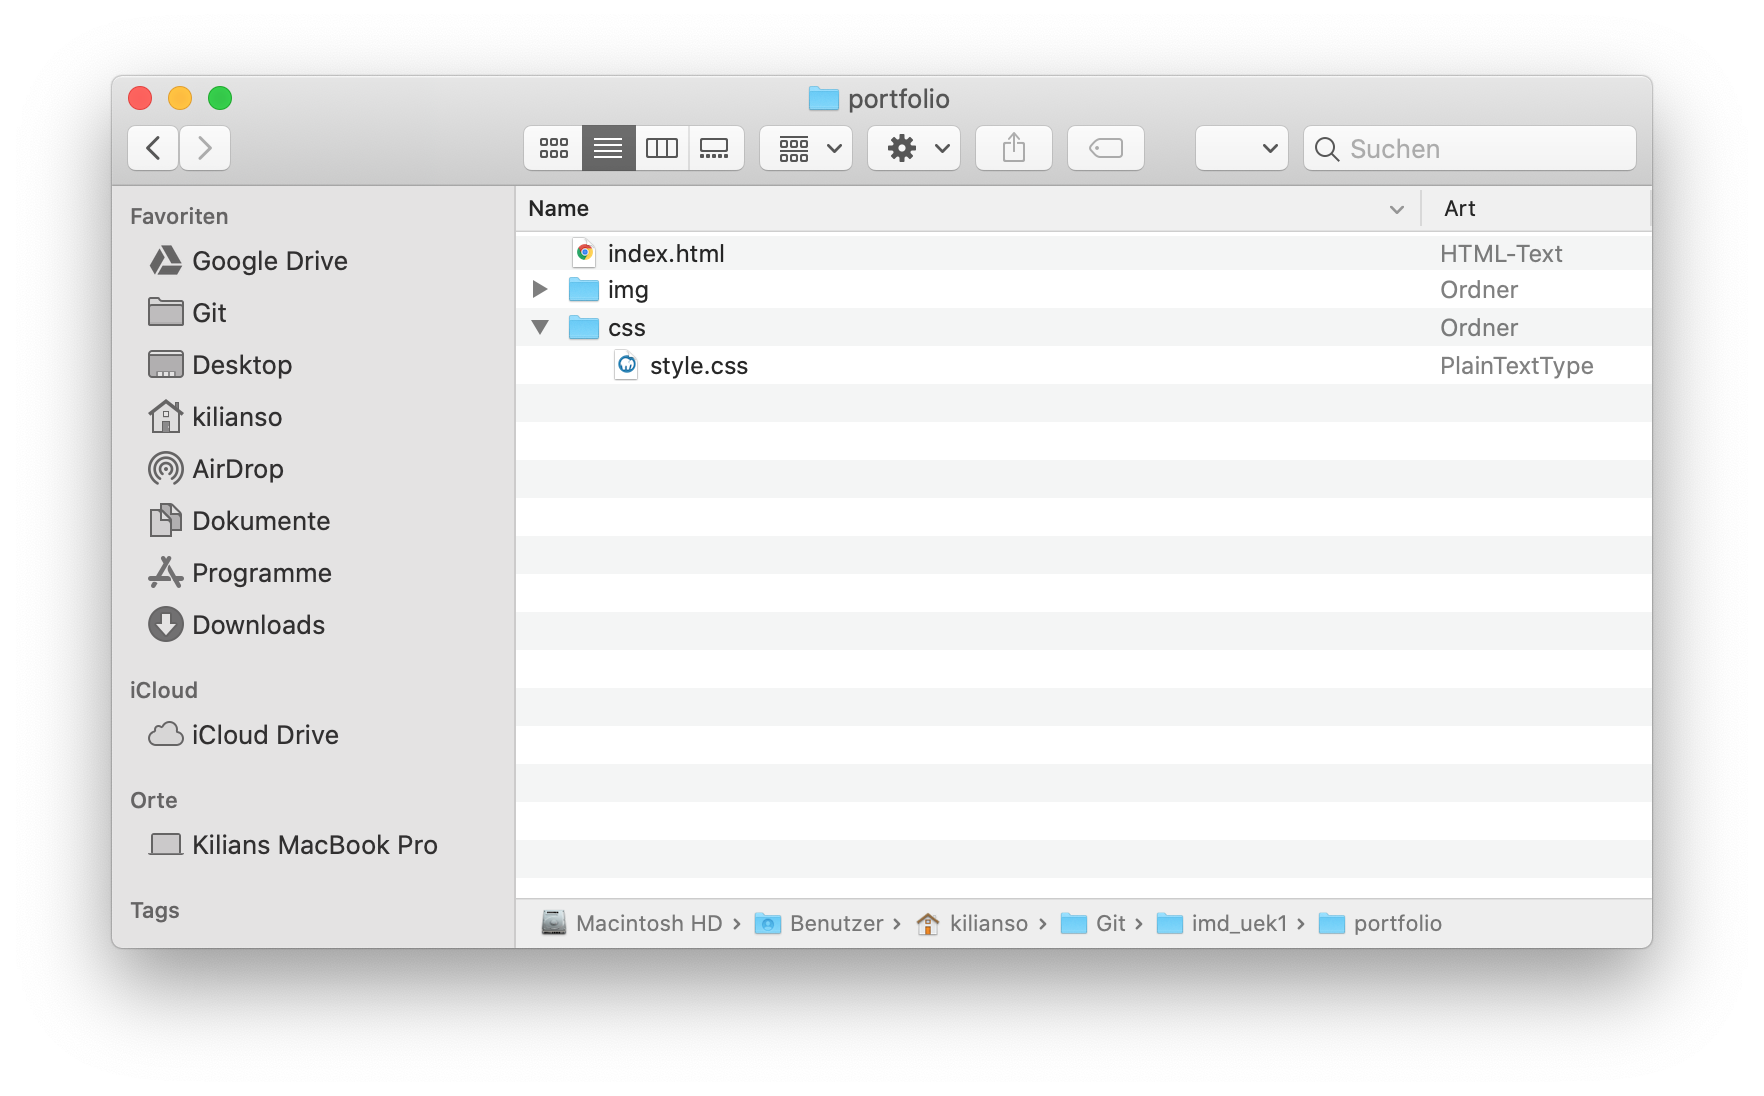 portfolio
Suchen
Favoriten
Google Drive
Git
Desktop
kilianso
AirDrop
Dokumente
Programme
Downloads
iCloud
iCloud Drive
Orte
Kilians MacBook Pro
Tags
Name Art
index.html HTML-Text
img Ordner
css Ordner
style.css PlainTextType
Macintosh HD › Benutzer › kilianso › Git › imd_uek1 › portfolio